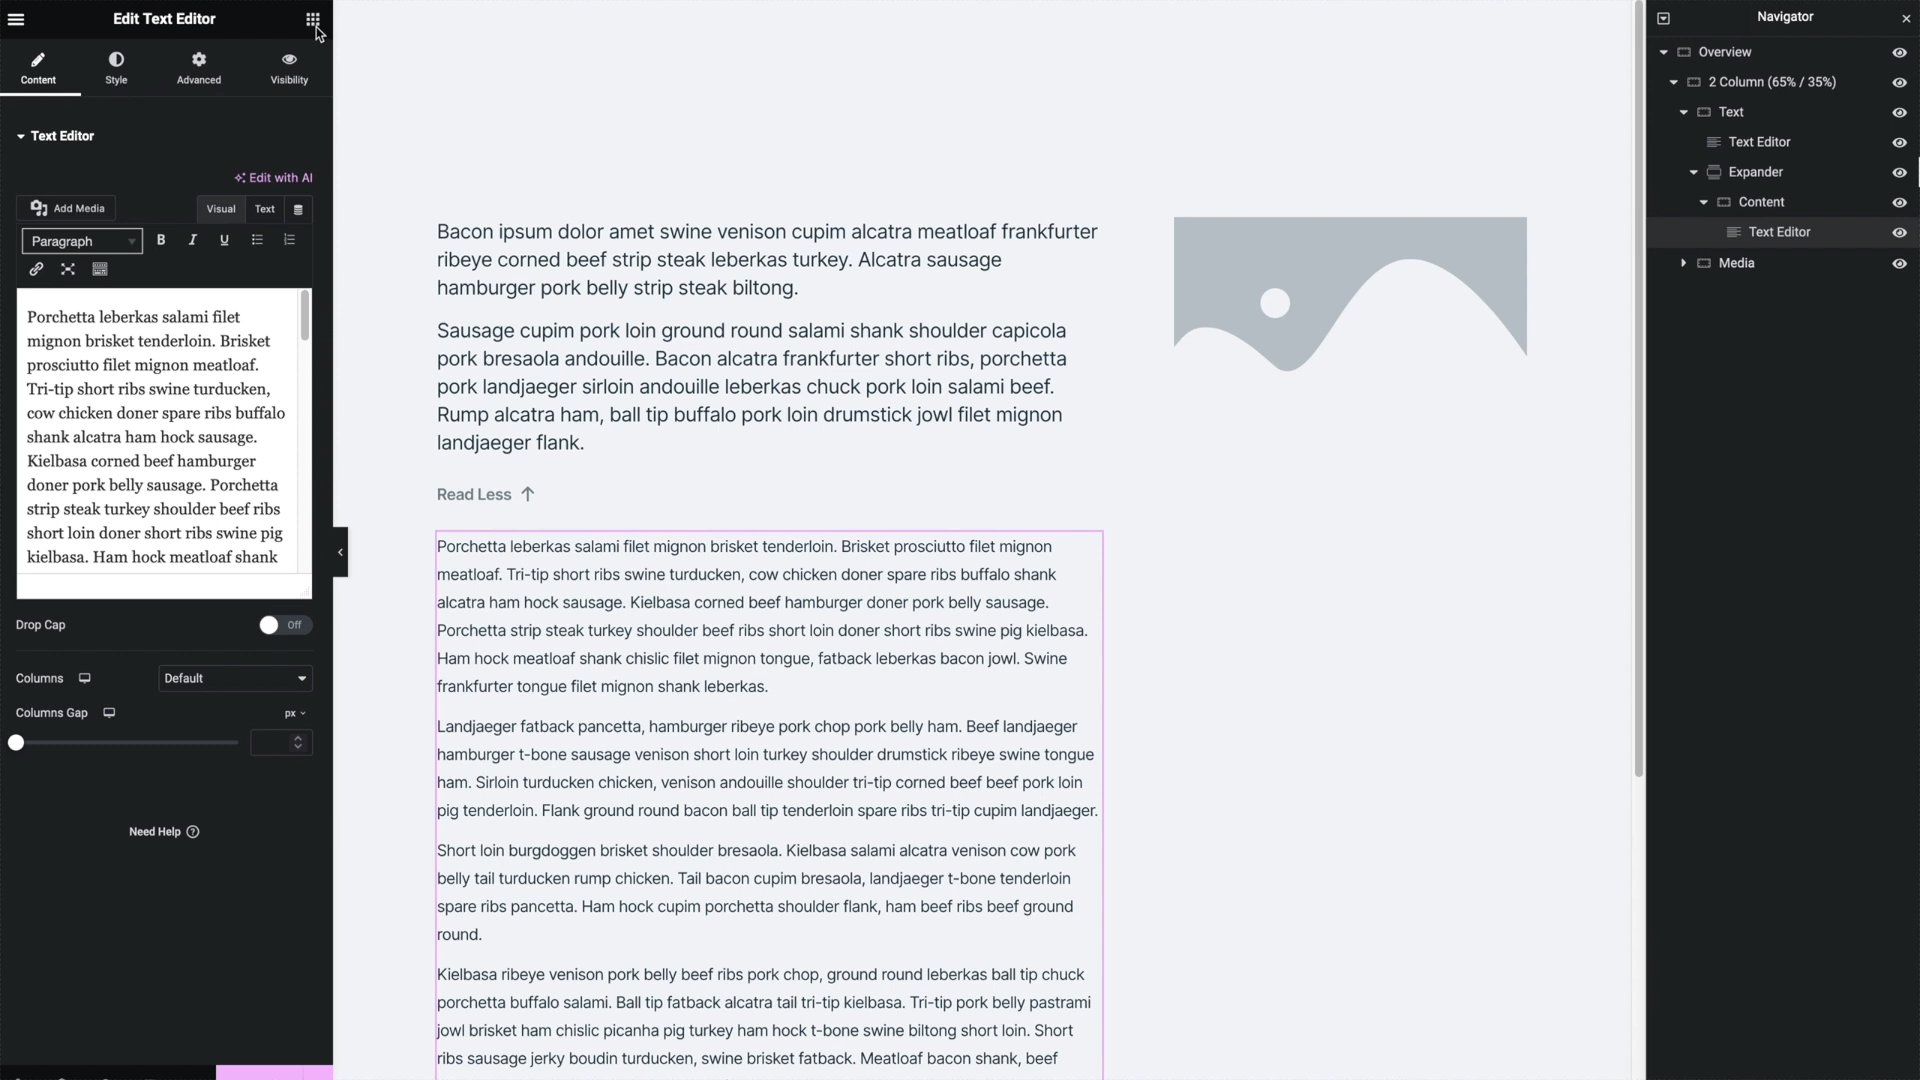 Edit Text Editor
Content
Style
Advanced
Visibility
Text Editor
Edit with AI
Add Media
Visual
Text
Paragraph
B
I
U
Porchetta leberkas salami filet
mignon brisket tenderloin. Brisket
prosciutto filet mignon meatloaf.
Tri-tip short ribs swine turducken,
cow chicken doner spare ribs buffalo
shank alcatra ham hock sausage.
Kielbasa corned beef hamburger
doner pork belly sausage. Porchetta
strip steak turkey shoulder beef ribs
short loin doner short ribs swine pig
kielbasa. Ham hock meatloaf shank
Drop Cap
Off
Columns
Default
Columns Gap
px
Need Help
Bacon ipsum dolor amet swine venison cupim alcatra meatloaf frankfurter
ribeye corned beef strip steak leberkas turkey. Alcatra sausage
hamburger pork belly strip steak biltong.
Sausage cupim pork loin ground round salami shank shoulder capicola
pork bresaola andouille. Bacon alcatra frankfurter short ribs, porchetta
pork landjaeger sirloin andouille leberkas chuck pork loin salami beef.
Rump alcatra ham, ball tip buffalo pork loin drumstick jowl filet mignon
landjaeger flank.
Read Less
Porchetta leberkas salami filet mignon brisket tenderloin. Brisket prosciutto filet mignon
meatloaf. Tri-tip short ribs swine turducken, cow chicken doner spare ribs buffalo shank
alcatra ham hock sausage. Kielbasa corned beef hamburger doner pork belly sausage.
Porchetta strip steak turkey shoulder beef ribs short loin doner short ribs swine pig kielbasa.
Ham hock meatloaf shank chislic filet mignon tongue, fatback leberkas bacon jowl. Swine
frankfurter tongue filet mignon shank leberkas.
Landjaeger fatback pancetta, hamburger ribeye pork chop pork belly ham. Beef landjaeger
hamburger t-bone sausage venison short loin turkey shoulder drumstick ribeye swine tongue
ham. Sirloin turducken chicken, venison andouille shoulder tri-tip corned beef beef pork loin
pig tenderloin. Flank ground round bacon ball tip tenderloin spare ribs tri-tip cupim landjaeger.
Short loin burgdoggen brisket shoulder bresaola. Kielbasa salami alcatra venison cow pork
belly tail turducken rump chicken. Tail bacon cupim bresaola, landjaeger t-bone tenderloin
spare ribs pancetta. Ham hock cupim porchetta shoulder flank, ham beef ribs beef ground
round.
Kielbasa ribeye venison pork belly beef ribs pork chop, ground round leberkas ball tip chuck
porchetta buffalo salami. Ball tip fatback alcatra tail tri-tip kielbasa. Tri-tip pork belly pastrami
jowl brisket ham chislic picanha pig turkey ham hock t-bone swine biltong short loin. Short
ribs sausage jerky boudin turducken, swine brisket fatback. Meatloaf bacon shank, beef
Navigator
Overview
2 Column (65% / 35%)
Text
Text Editor
Expander
Content
Text Editor
Media